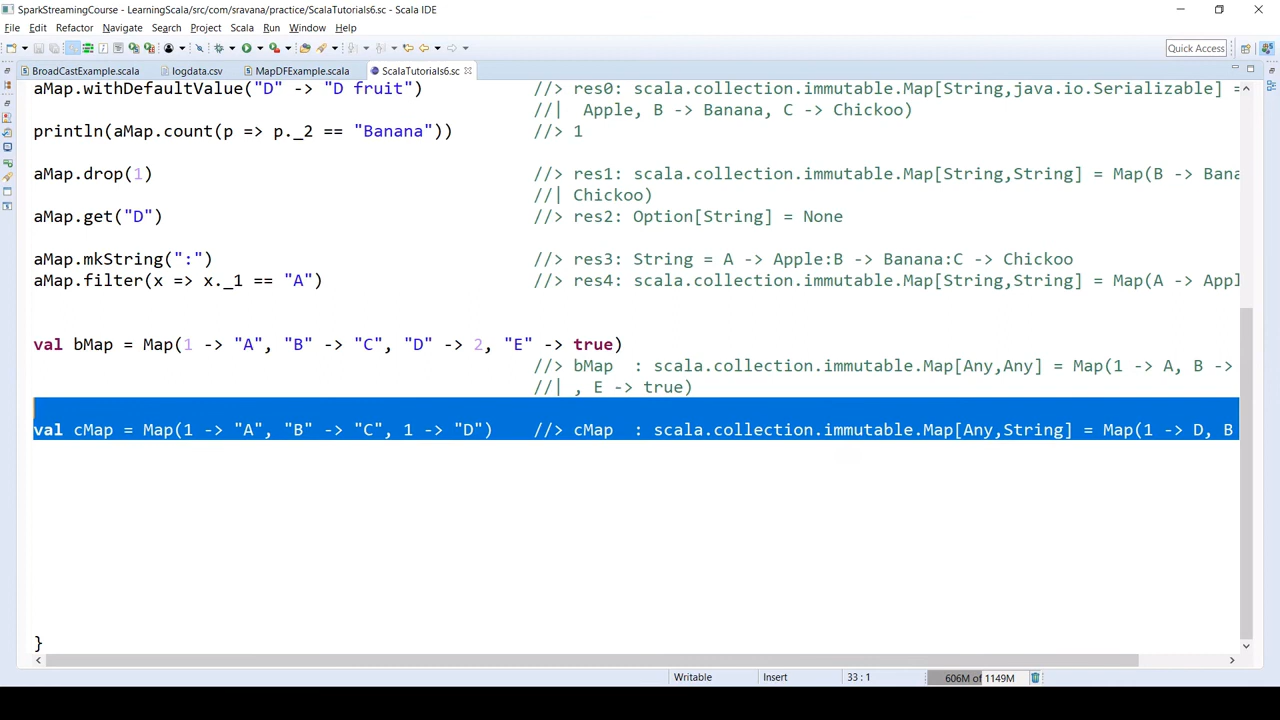 SparkStreamingCourse - LearningScala/src/com/sravana/practice/ScalaTutorials6.sc - Scala IDE
File Edit Refactor Navigate Search Project Scala Run Window Help
Quick Access
BroadCastExample.scala logdata.csv MapDFExample.scala ScalaTutorials6.sc
aMap.withDefaultValue("D" -> "D fruit") //> res0: scala.collection.immutable.Map[String,java.io.Serializable] =
//| Apple, B -> Banana, C -> Chickoo)
println(aMap.count(p => p._2 == "Banana")) //> 1
aMap.drop(1) //> res1: scala.collection.immutable.Map[String,String] = Map(B -> Bana
//| Chickoo)
aMap.get("D") //> res2: Option[String] = None
aMap.mkString(":") //> res3: String = A -> Apple:B -> Banana:C -> Chickoo
aMap.filter(x => x._1 == "A") //> res4: scala.collection.immutable.Map[String,String] = Map(A -> Appl
val bMap = Map(1 -> "A", "B" -> "C", "D" -> 2, "E" -> true)
//> bMap : scala.collection.immutable.Map[Any,Any] = Map(1 -> A, B ->
//| , E -> true)
val cMap = Map(1 -> "A", "B" -> "C", 1 -> "D") //> cMap : scala.collection.immutable.Map[Any,String] = Map(1 -> D, B
}
Writable Insert 33 : 1 606M of 1149M